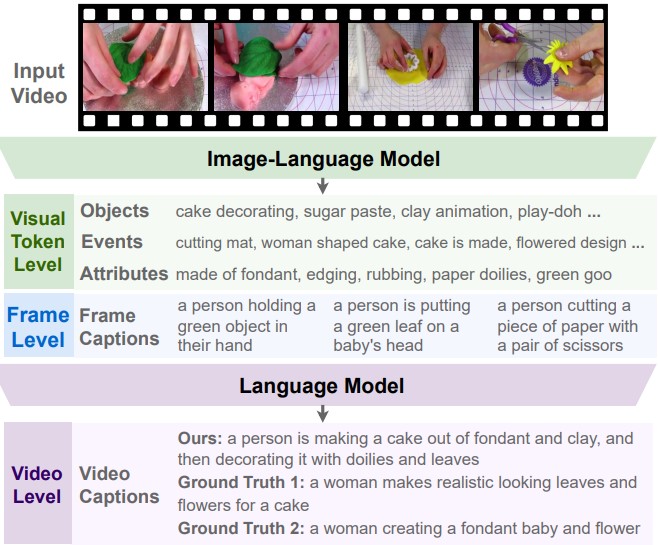 Input
Video
Image-Language Model
Visual
Token
Level
Objects cake decorating, sugar paste, clay animation, play-doh ...
Events cutting mat, woman shaped cake, cake is made, flowered design ...
Attributes made of fondant, edging, rubbing, paper doilies, green goo
Frame
Level
Frame
Captions
a person holding a
green object in
their hand
a person is putting
a green leaf on a
baby's head
a person cutting a
piece of paper with
a pair of scissors
Language Model
Video
Level
Video
Captions
Ours: a person is making a cake out of fondant and clay, and
then decorating it with doilies and leaves
Ground Truth 1: a woman makes realistic looking leaves and
flowers for a cake
Ground Truth 2: a woman creating a fondant baby and flower